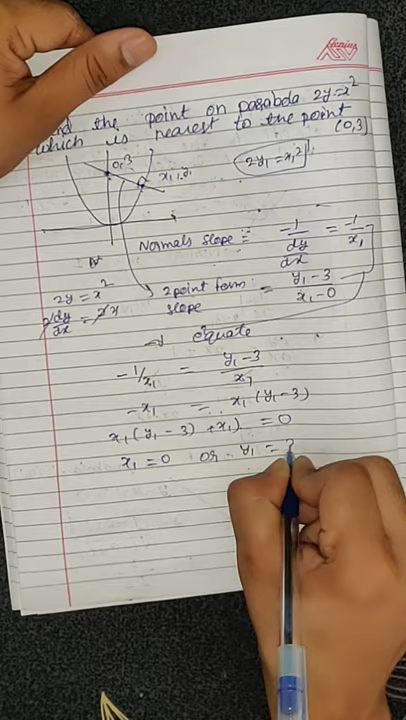 Genius
the point on parabola 2y=x²
which is nearest to the point
(0,3)
0,3
x₁,y₁
2y₁ = x₁²
Normals slope = -1/(dy/dx) = -1/x₁
2y = x²
2dy/dx = 2x
2 point form slope = (y₁-3)/(x₁-0)
equate
-1/x₁ = (y₁-3)/x₁
-x₁ = x₁(y₁-3)
x₁(y₁-3)+x₁) = 0
x₁=0 or y₁ =